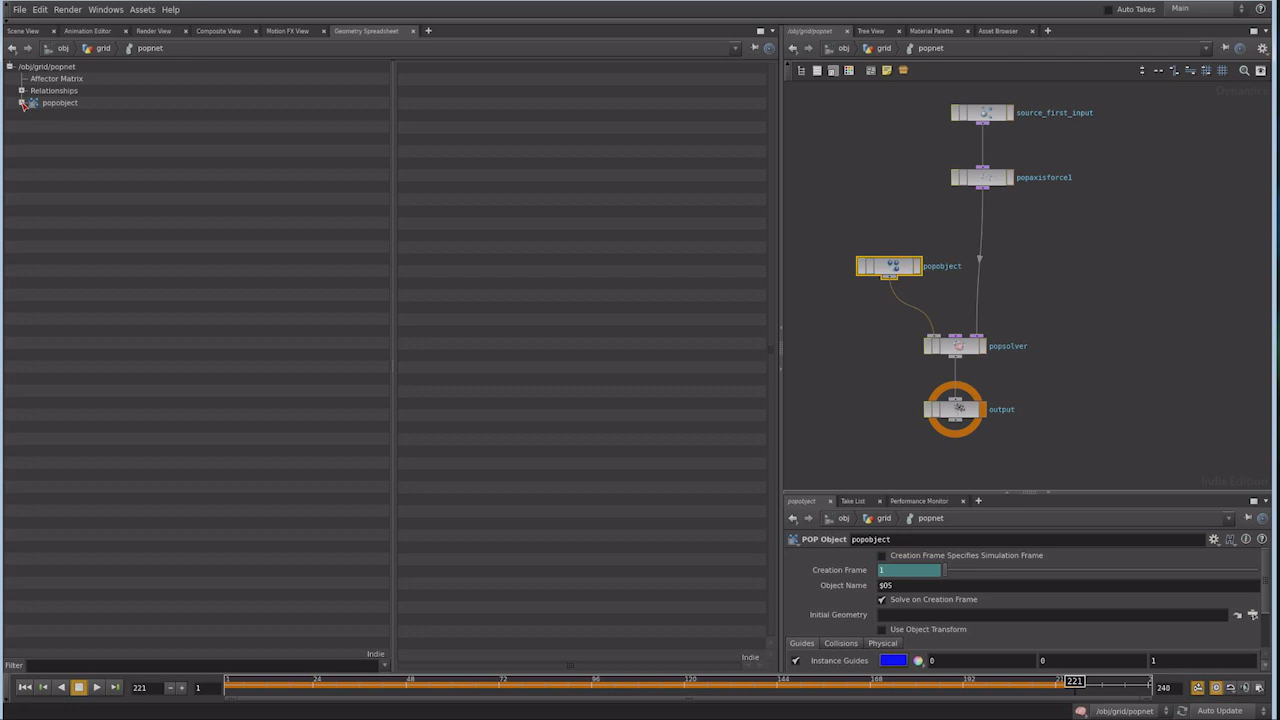 File Edit Render Windows Assets Help
Auto Takes Main
Scene View Animation Editor Render View Composite View Motion FX View Geometry Spreadsheet
/obj/grid/popnet Tree View Material Palette Asset Browser
obj grid popnet
obj grid popnet
/obj/grid/popnet
Affector Matrix
Relationships
popobject
Dynamics
source_first_input
popaxisforce1
popobject
popsolver
output
Indie Edition
popobject Take List Performance Monitor
obj grid popnet
POP Object popobject
Creation Frame Specifies Simulation Frame
Creation Frame 1
Object Name $OS
Solve on Creation Frame
Initial Geometry
Use Object Transform
Guides Collisions Physical
Instance Guides 0 0 1
Indie
Indie
Filter
221 1
1 24 48 72 96 120 144 168 192 221
240
/obj/grid/popnet Auto Update